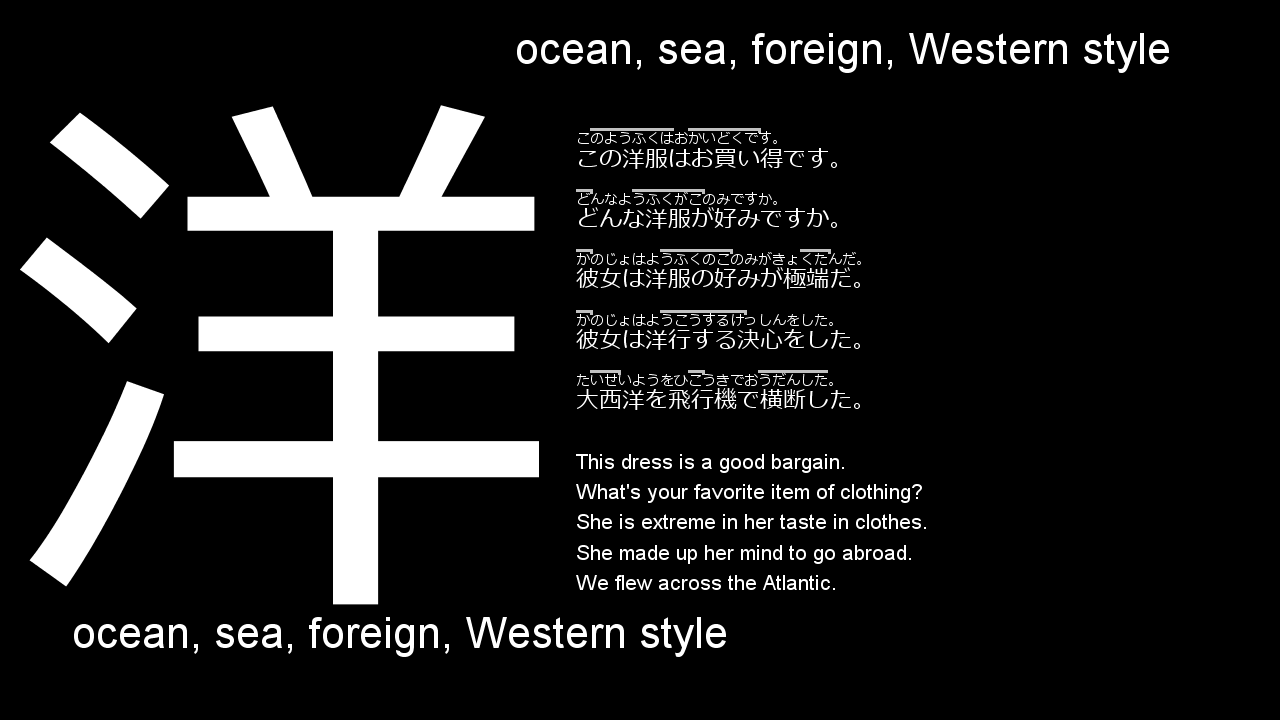 ocean, sea, foreign, Western style
洋
このようふくはおかいどくです。
この洋服はお買い得です。
どんなようふくがこのみですか。
どんな洋服が好みですか。
かのじょはようふくのこのみがきょくたんだ。
彼女は洋服の好みが極端だ。
かのじょはようこうするけっしんをした。
彼女は洋行する決心をした。
たいせいようをひこうきでおうだんした。
大西洋を飛行機で横断した。
This dress is a good bargain.
What's your favorite item of clothing?
She is extreme in her taste in clothes.
She made up her mind to go abroad.
We flew across the Atlantic.
ocean, sea, foreign, Western style